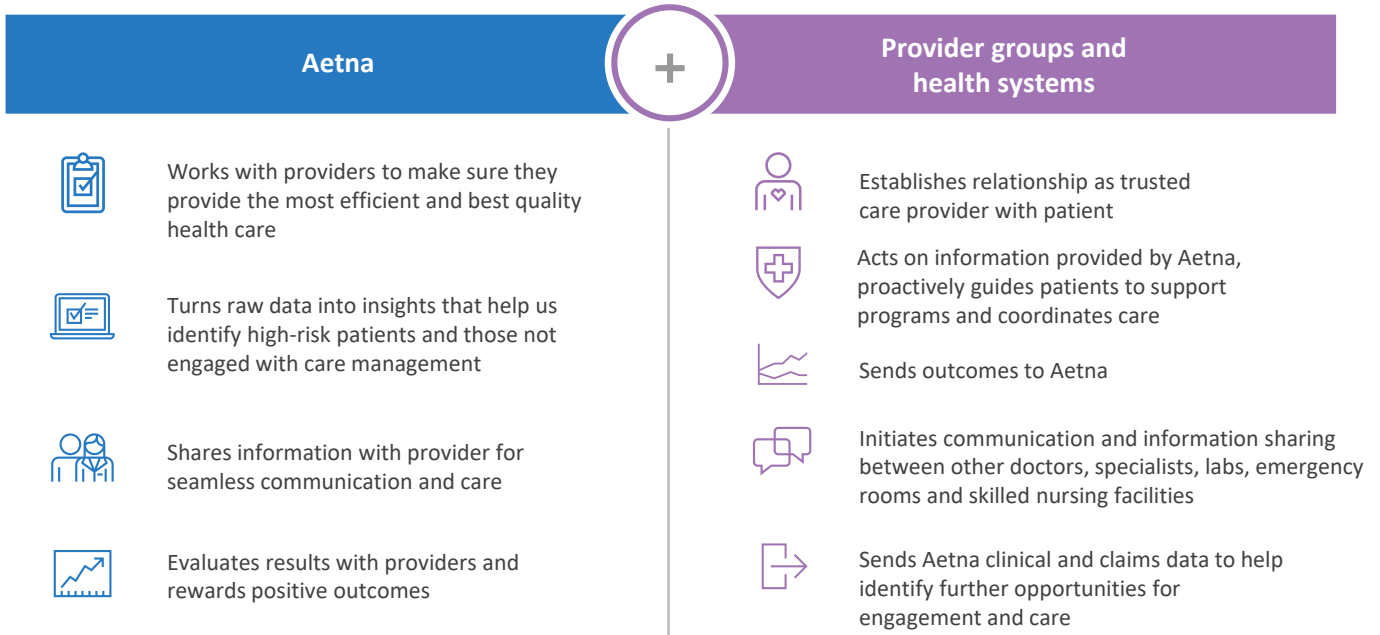 Aetna
+
Provider groups and
health systems
Works with providers to make sure they
provide the most efficient and best quality
health care
Turns raw data into insights that help us
identify high-risk patients and those not
engaged with care management
Shares information with provider for
seamless communication and care
Evaluates results with providers and
rewards positive outcomes
Establishes relationship as trusted
care provider with patient
Acts on information provided by Aetna,
proactively guides patients to support
programs and coordinates care
Sends outcomes to Aetna
Initiates communication and information sharing
between other doctors, specialists, labs, emergency
rooms and skilled nursing facilities
Sends Aetna clinical and claims data to help
identify further opportunities for
engagement and care